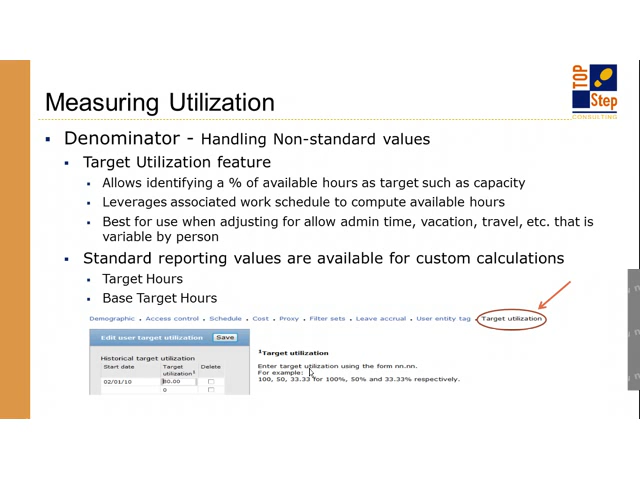 Measuring Utilization
TOP
Step
CONSULTING
Denominator - Handling Non-standard values
Target Utilization feature
Allows identifying a % of available hours as target such as capacity
Leverages associated work schedule to compute available hours
Best for use when adjusting for allow admin time, vacation, travel, etc. that is
variable by person
Standard reporting values are available for custom calculations
Target Hours
Base Target Hours
Demographic . Access control . Schedule . Cost . Proxy . Filter sets . Leave accrual . User entity tag . Target utilization
Edit user target utilization Save
Historical target utilization
Start date Target utilization¹ Delete
02/01/10 80.00
0
¹Target utilization
Enter target utilization using the form nn.nn.
For example:
100, 50, 33.33 for 100%, 50% and 33.33% respectively.